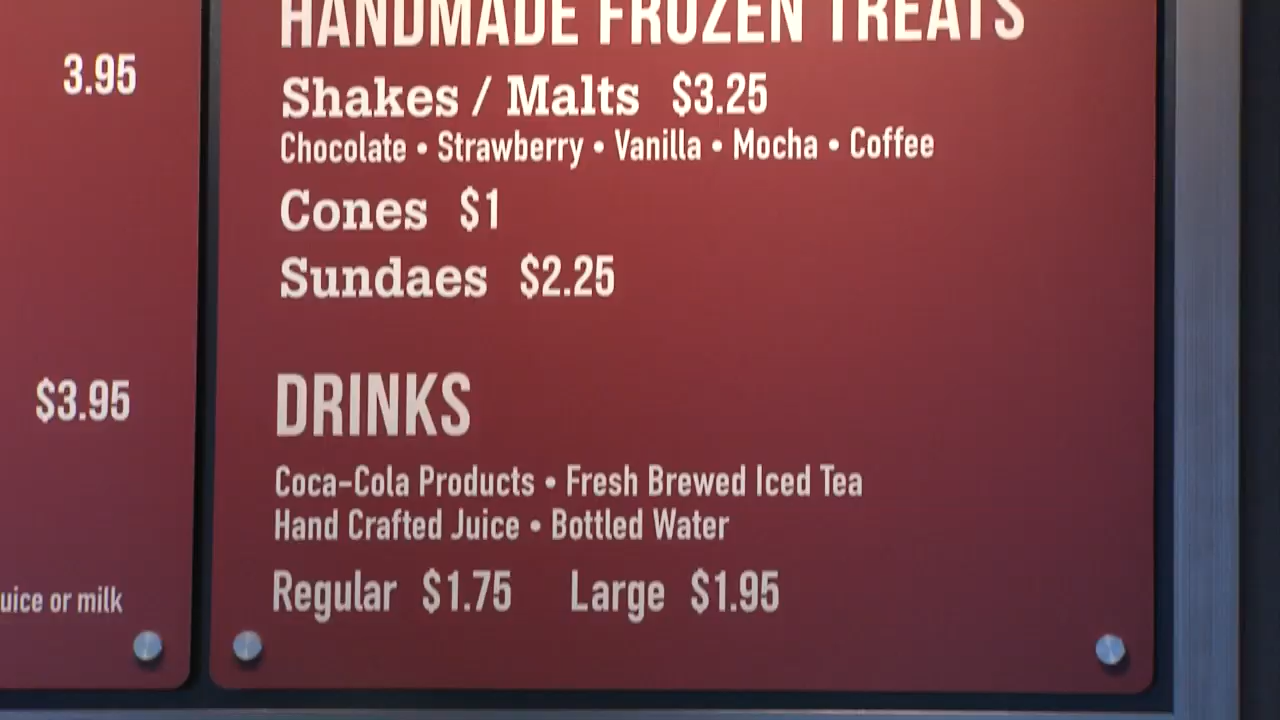 3.95
$3.95
uice or milk
HANDMADE FROZEN TREATS
Shakes / Malts $3.25
Chocolate • Strawberry • Vanilla • Mocha • Coffee
Cones $1
Sundaes $2.25
DRINKS
Coca-Cola Products • Fresh Brewed Iced Tea
Hand Crafted Juice • Bottled Water
Regular $1.75 Large $1.95